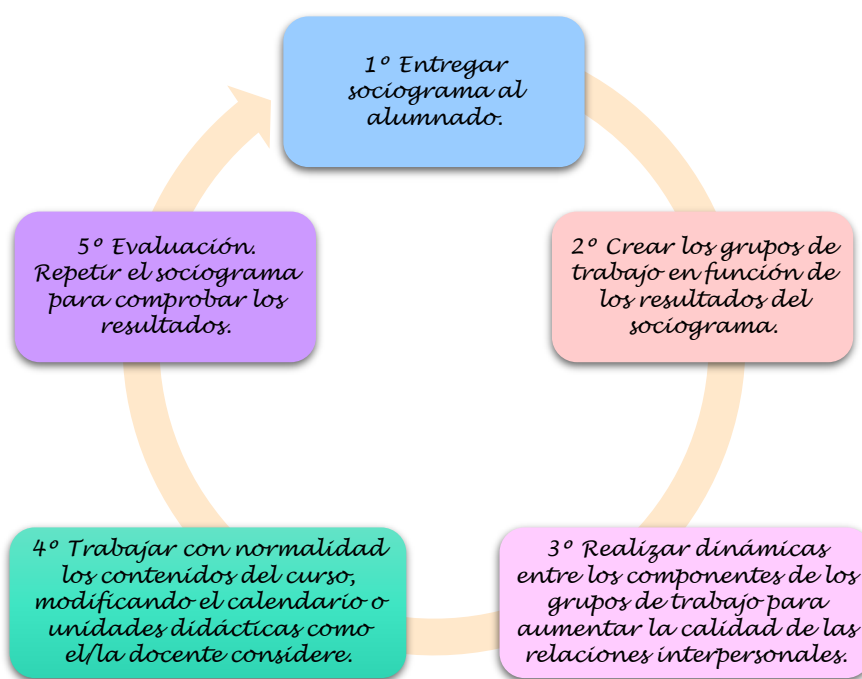 1º Entregar
sociograma al
alumnado.
2º Crear los grupos de
trabajo en función de
los resultados del
sociograma.
3º Realizar dinámicas
entre los componentes de los
grupos de trabajo para
aumentar la calidad de las
relaciones interpersonales.
4º Trabajar con normalidad
los contenidos del curso,
modificando el calendario o
unidades didácticas como
el/la docente considere.
5º Evaluación.
Repetir el sociograma
para comprobar los
resultados.